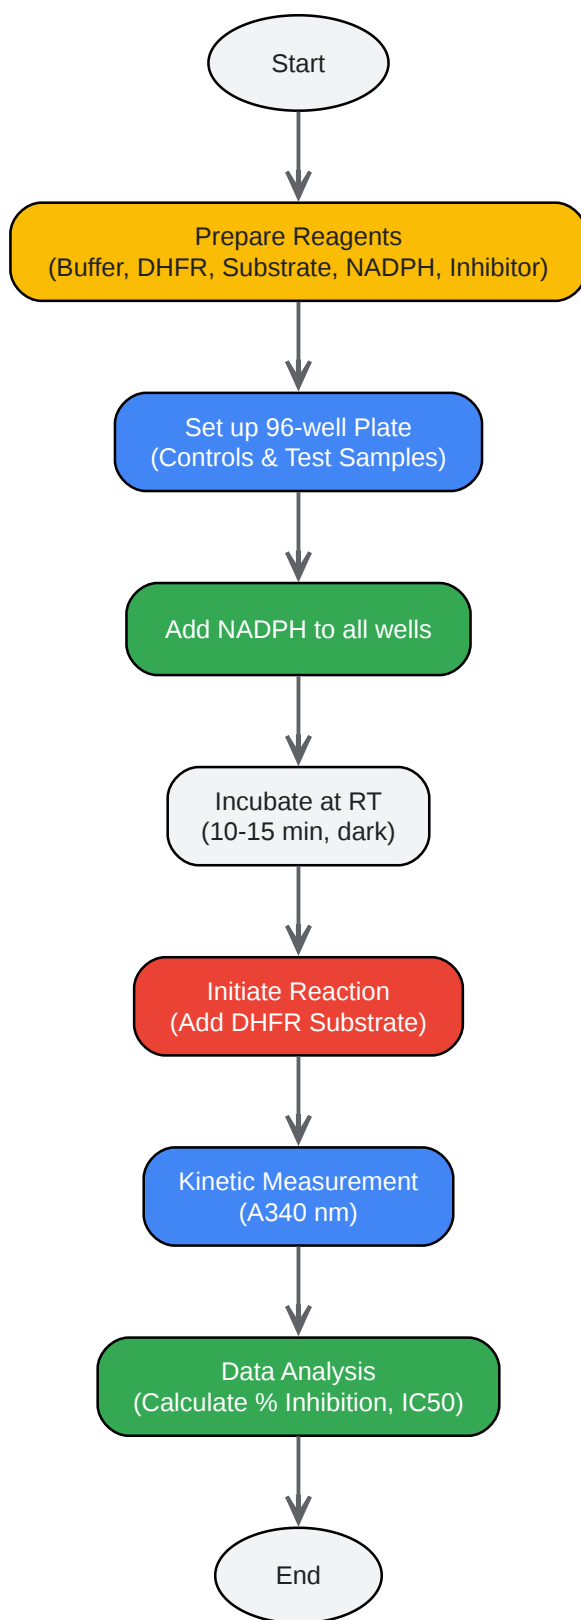 Start
Prepare Reagents
(Buffer, DHFR, Substrate, NADPH, Inhibitor)
Set up 96-well Plate
(Controls & Test Samples)
Add NADPH to all wells
Incubate at RT
(10-15 min, dark)
Initiate Reaction
(Add DHFR Substrate)
Kinetic Measurement
(A340 nm)
Data Analysis
(Calculate % Inhibition, IC50)
End